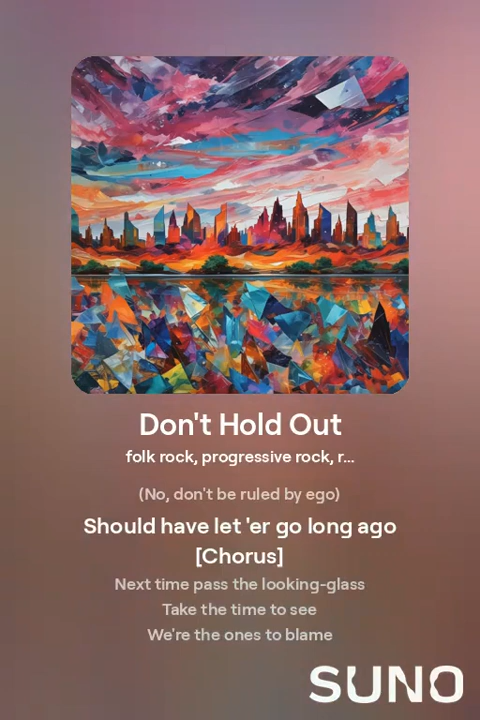 Don't Hold Out
folk rock, progressive rock, r...
(No, don't be ruled by ego)
Should have let 'er go long ago
[Chorus]
Next time pass the looking-glass
Take the time to see
We're the ones to blame
SUNO